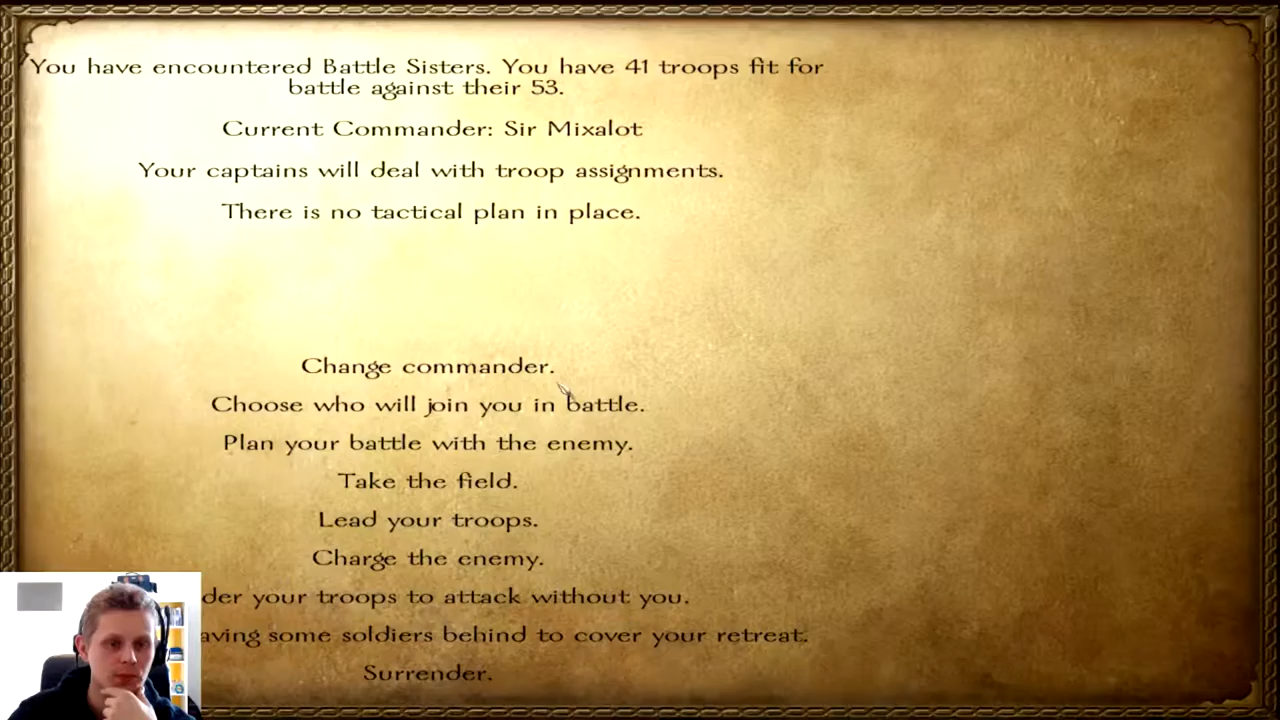 You have encountered Battle Sisters. You have 41 troops fit for
battle against their 53.
Current Commander: Sir Mixalot
Your captains will deal with troop assignments.
There is no tactical plan in place.
Change commander.
Choose who will join you in battle.
Plan your battle with the enemy.
Take the field.
Lead your troops.
Charge the enemy.
your troops to attack without you.
some soldiers behind to cover your retreat.
Surrender.